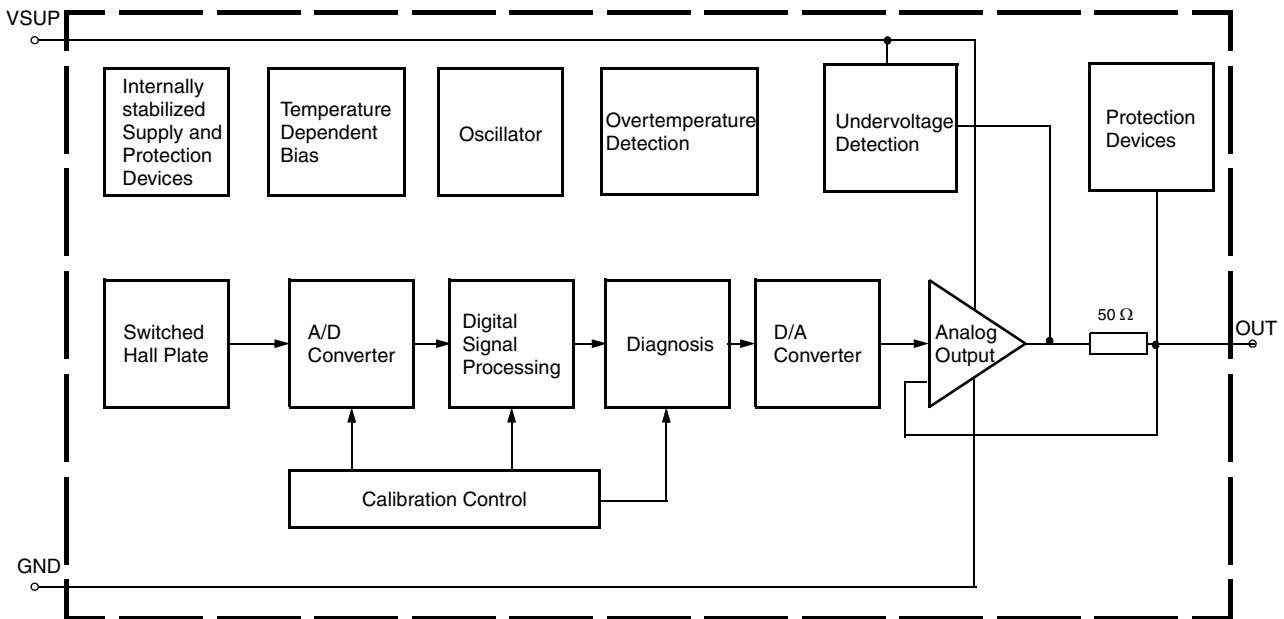 VSUP
Internally
stabilized
Supply and
Protection
Devices
Temperature
Dependent
Bias
Oscillator
Overtemperature
Detection
Undervoltage
Detection
Protection
Devices
Switched
Hall Plate
A/D
Converter
Digital
Signal
Processing
Diagnosis
D/A
Converter
Analog
Output
50 Ω
OUT
Calibration Control
GND